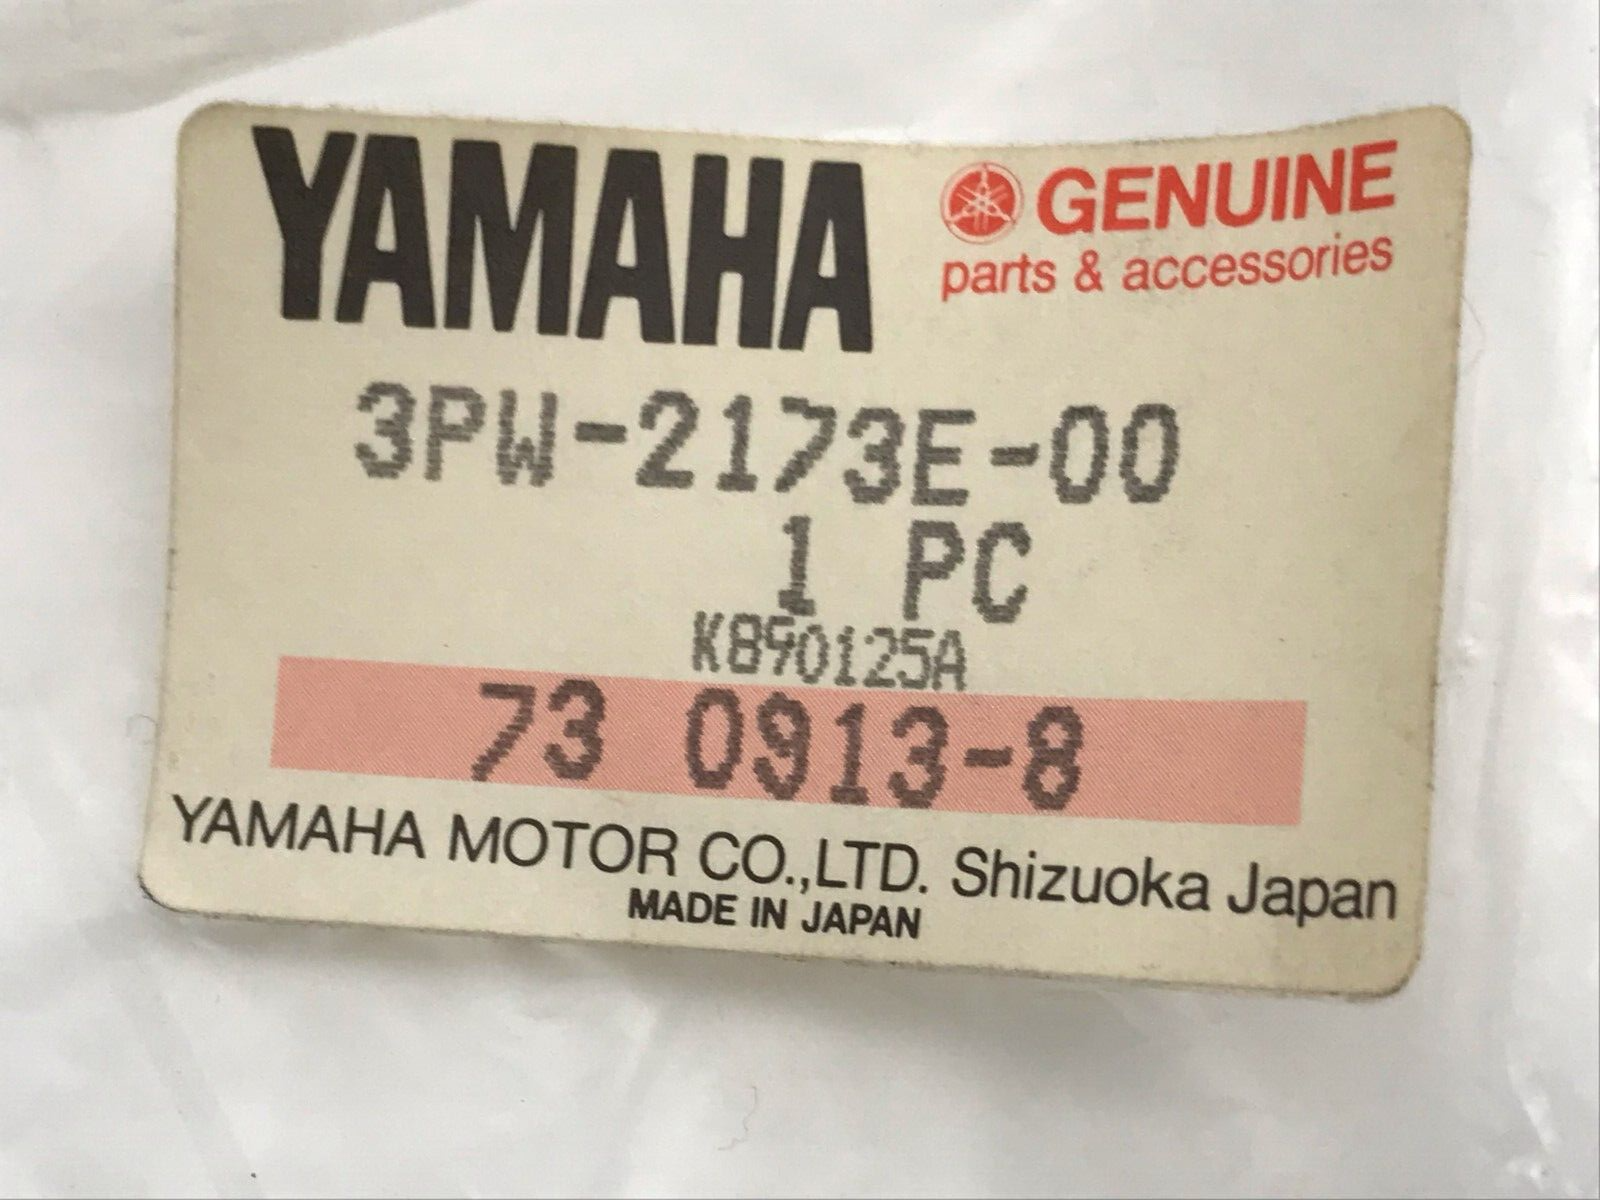 YAMAHA
GENUINE
parts & accessories
3PW-2173E-00
1 PC
K890125A
73 0913-8
YAMAHA MOTOR CO.,LTD. Shizuoka Japan
MADE IN JAPAN